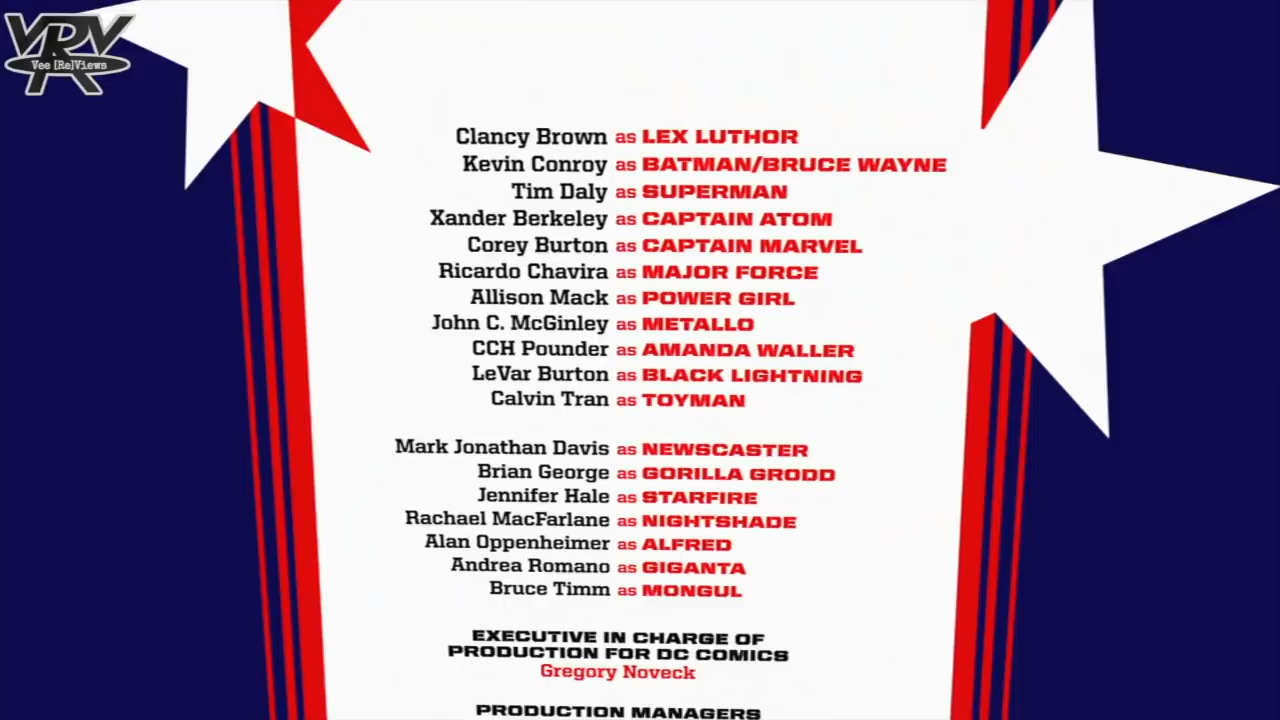 VRV
Vee [Re]Views
Clancy Brown as LEX LUTHOR
Kevin Conroy as BATMAN/BRUCE WAYNE
Tim Daly as SUPERMAN
Xander Berkeley as CAPTAIN ATOM
Corey Burton as CAPTAIN MARVEL
Ricardo Chavira as MAJOR FORCE
Allison Mack as POWER GIRL
John C. McGinley as METALLO
CCH Pounder as AMANDA WALLER
LeVar Burton as BLACK LIGHTNING
Calvin Tran as TOYMAN
Mark Jonathan Davis as NEWSCASTER
Brian George as GORILLA GRODD
Jennifer Hale as STARFIRE
Rachael MacFarlane as NIGHTSHADE
Alan Oppenheimer as ALFRED
Andrea Romano as GIGANTA
Bruce Timm as MONGUL
EXECUTIVE IN CHARGE OF
PRODUCTION FOR DC COMICS
Gregory Noveck
PRODUCTION MANAGERS